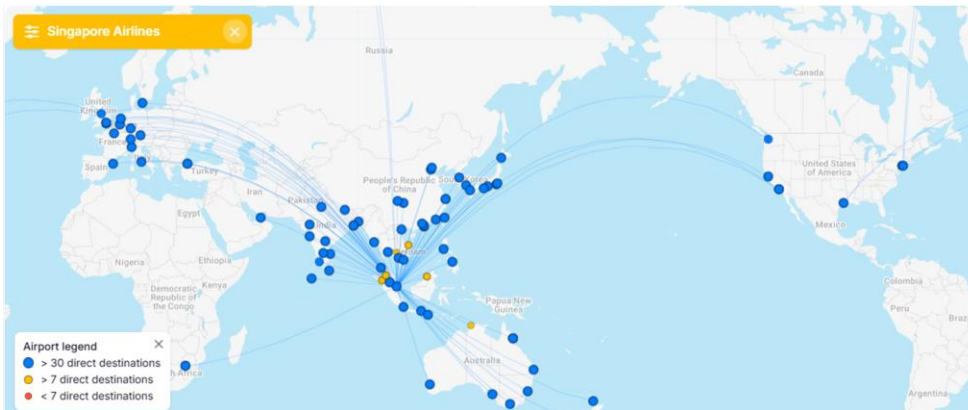 Singapore Airlines
Russia
Canada
United
Kingdom
France
Spain
Turkey
Iran
Pakistan
India
People's Republic
of China
South Korea
United States
of America
Mexico
Egypt
Nigeria
Ethiopia
Kenya
Democratic
Republic of
the Congo
Papua New
Guinea
Colombia
Peru
Braz
Australia
Argentina
Airport legend
> 30 direct destinations
> 7 direct destinations
< 7 direct destinations
h Africa